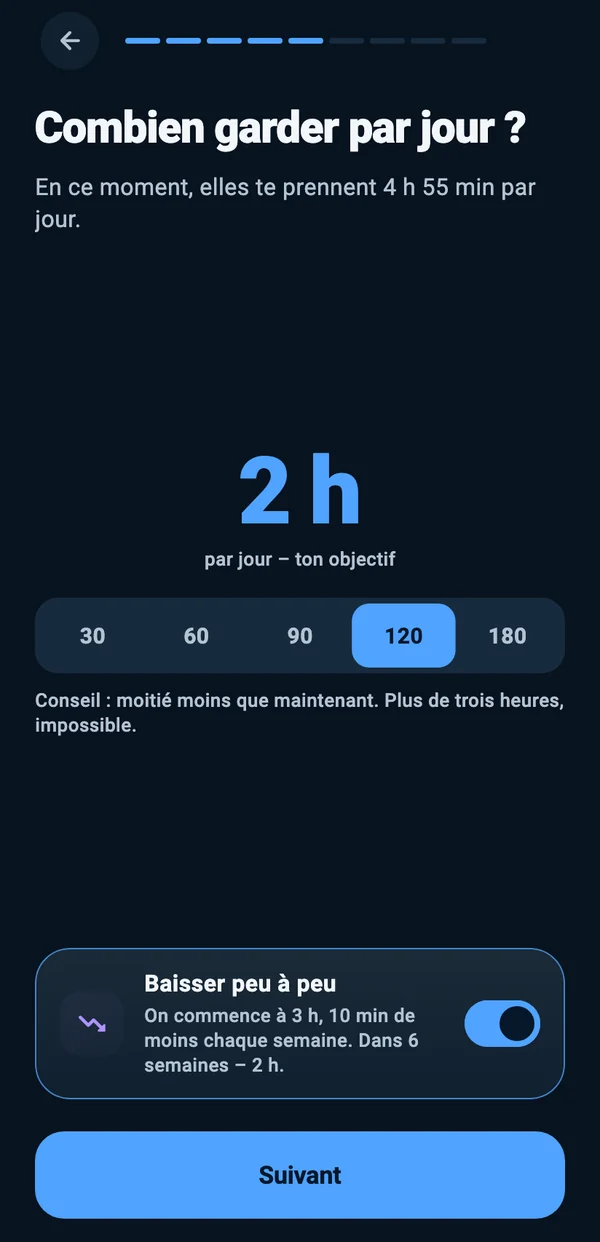 Combien garder par jour ?
En ce moment, elles te prennent 4 h 55 min par
jour.
2 h
par jour – ton objectif
30 60 90 120 180
Conseil : moitié moins que maintenant. Plus de trois heures,
impossible.
Baisser peu à peu
On commence à 3 h, 10 min de
moins chaque semaine. Dans 6
semaines – 2 h.
Suivant